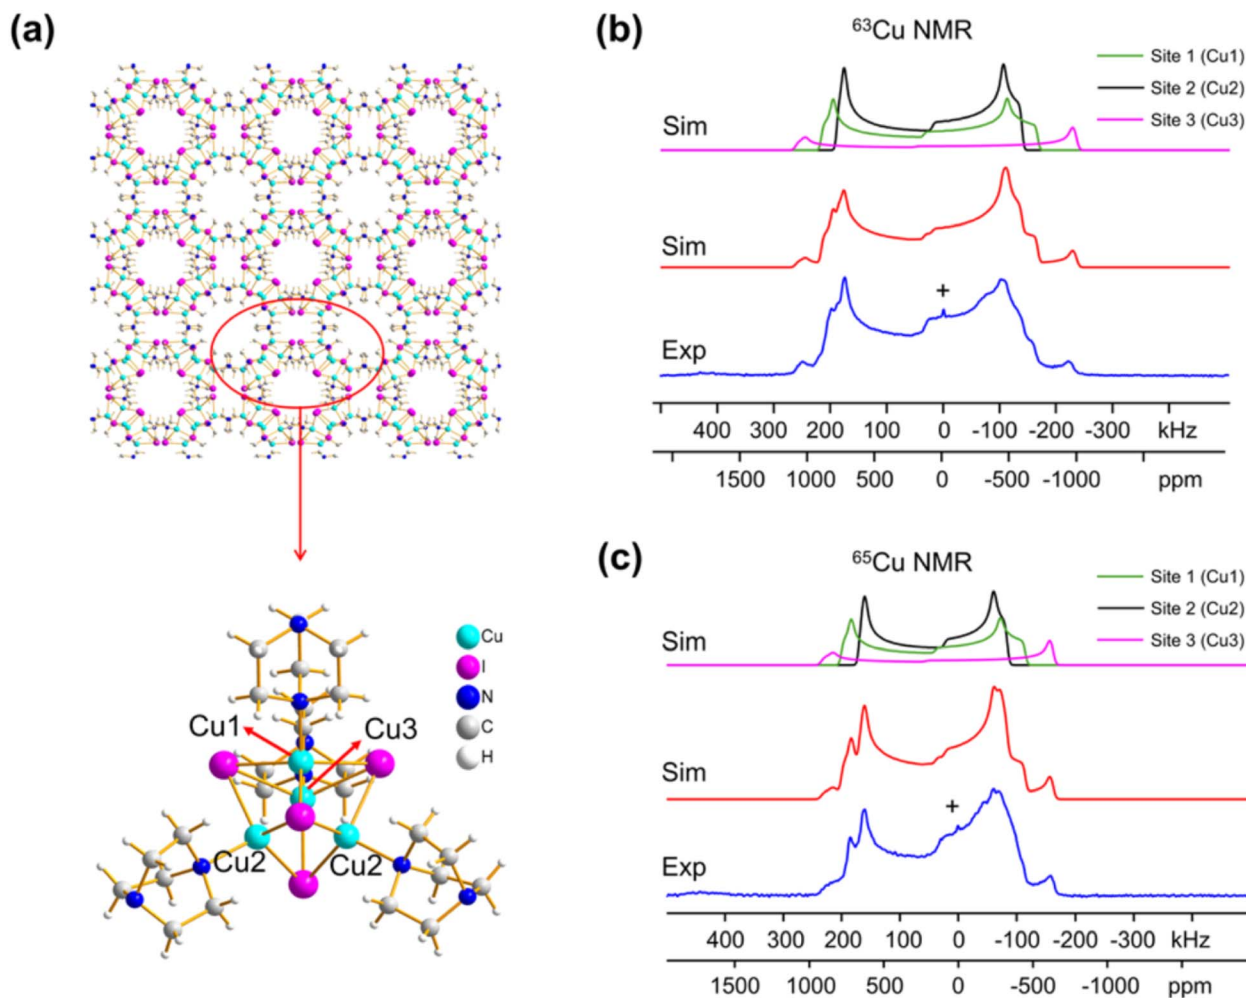 (a)
Cu1
Cu3
Cu2
Cu2
Cu
I
N
C
H
(b)
⁶³Cu NMR
Site 1 (Cu1)
Site 2 (Cu2)
Site 3 (Cu3)
Sim
Sim
+
Exp
400 300 200 100 0 -100 -200 -300 kHz
1500 1000 500 0 -500 -1000 ppm
(c)
⁶⁵Cu NMR
Site 1 (Cu1)
Site 2 (Cu2)
Site 3 (Cu3)
Sim
Sim
+
Exp
400 300 200 100 0 -100 -200 -300 kHz
1500 1000 500 0 -500 -1000 ppm